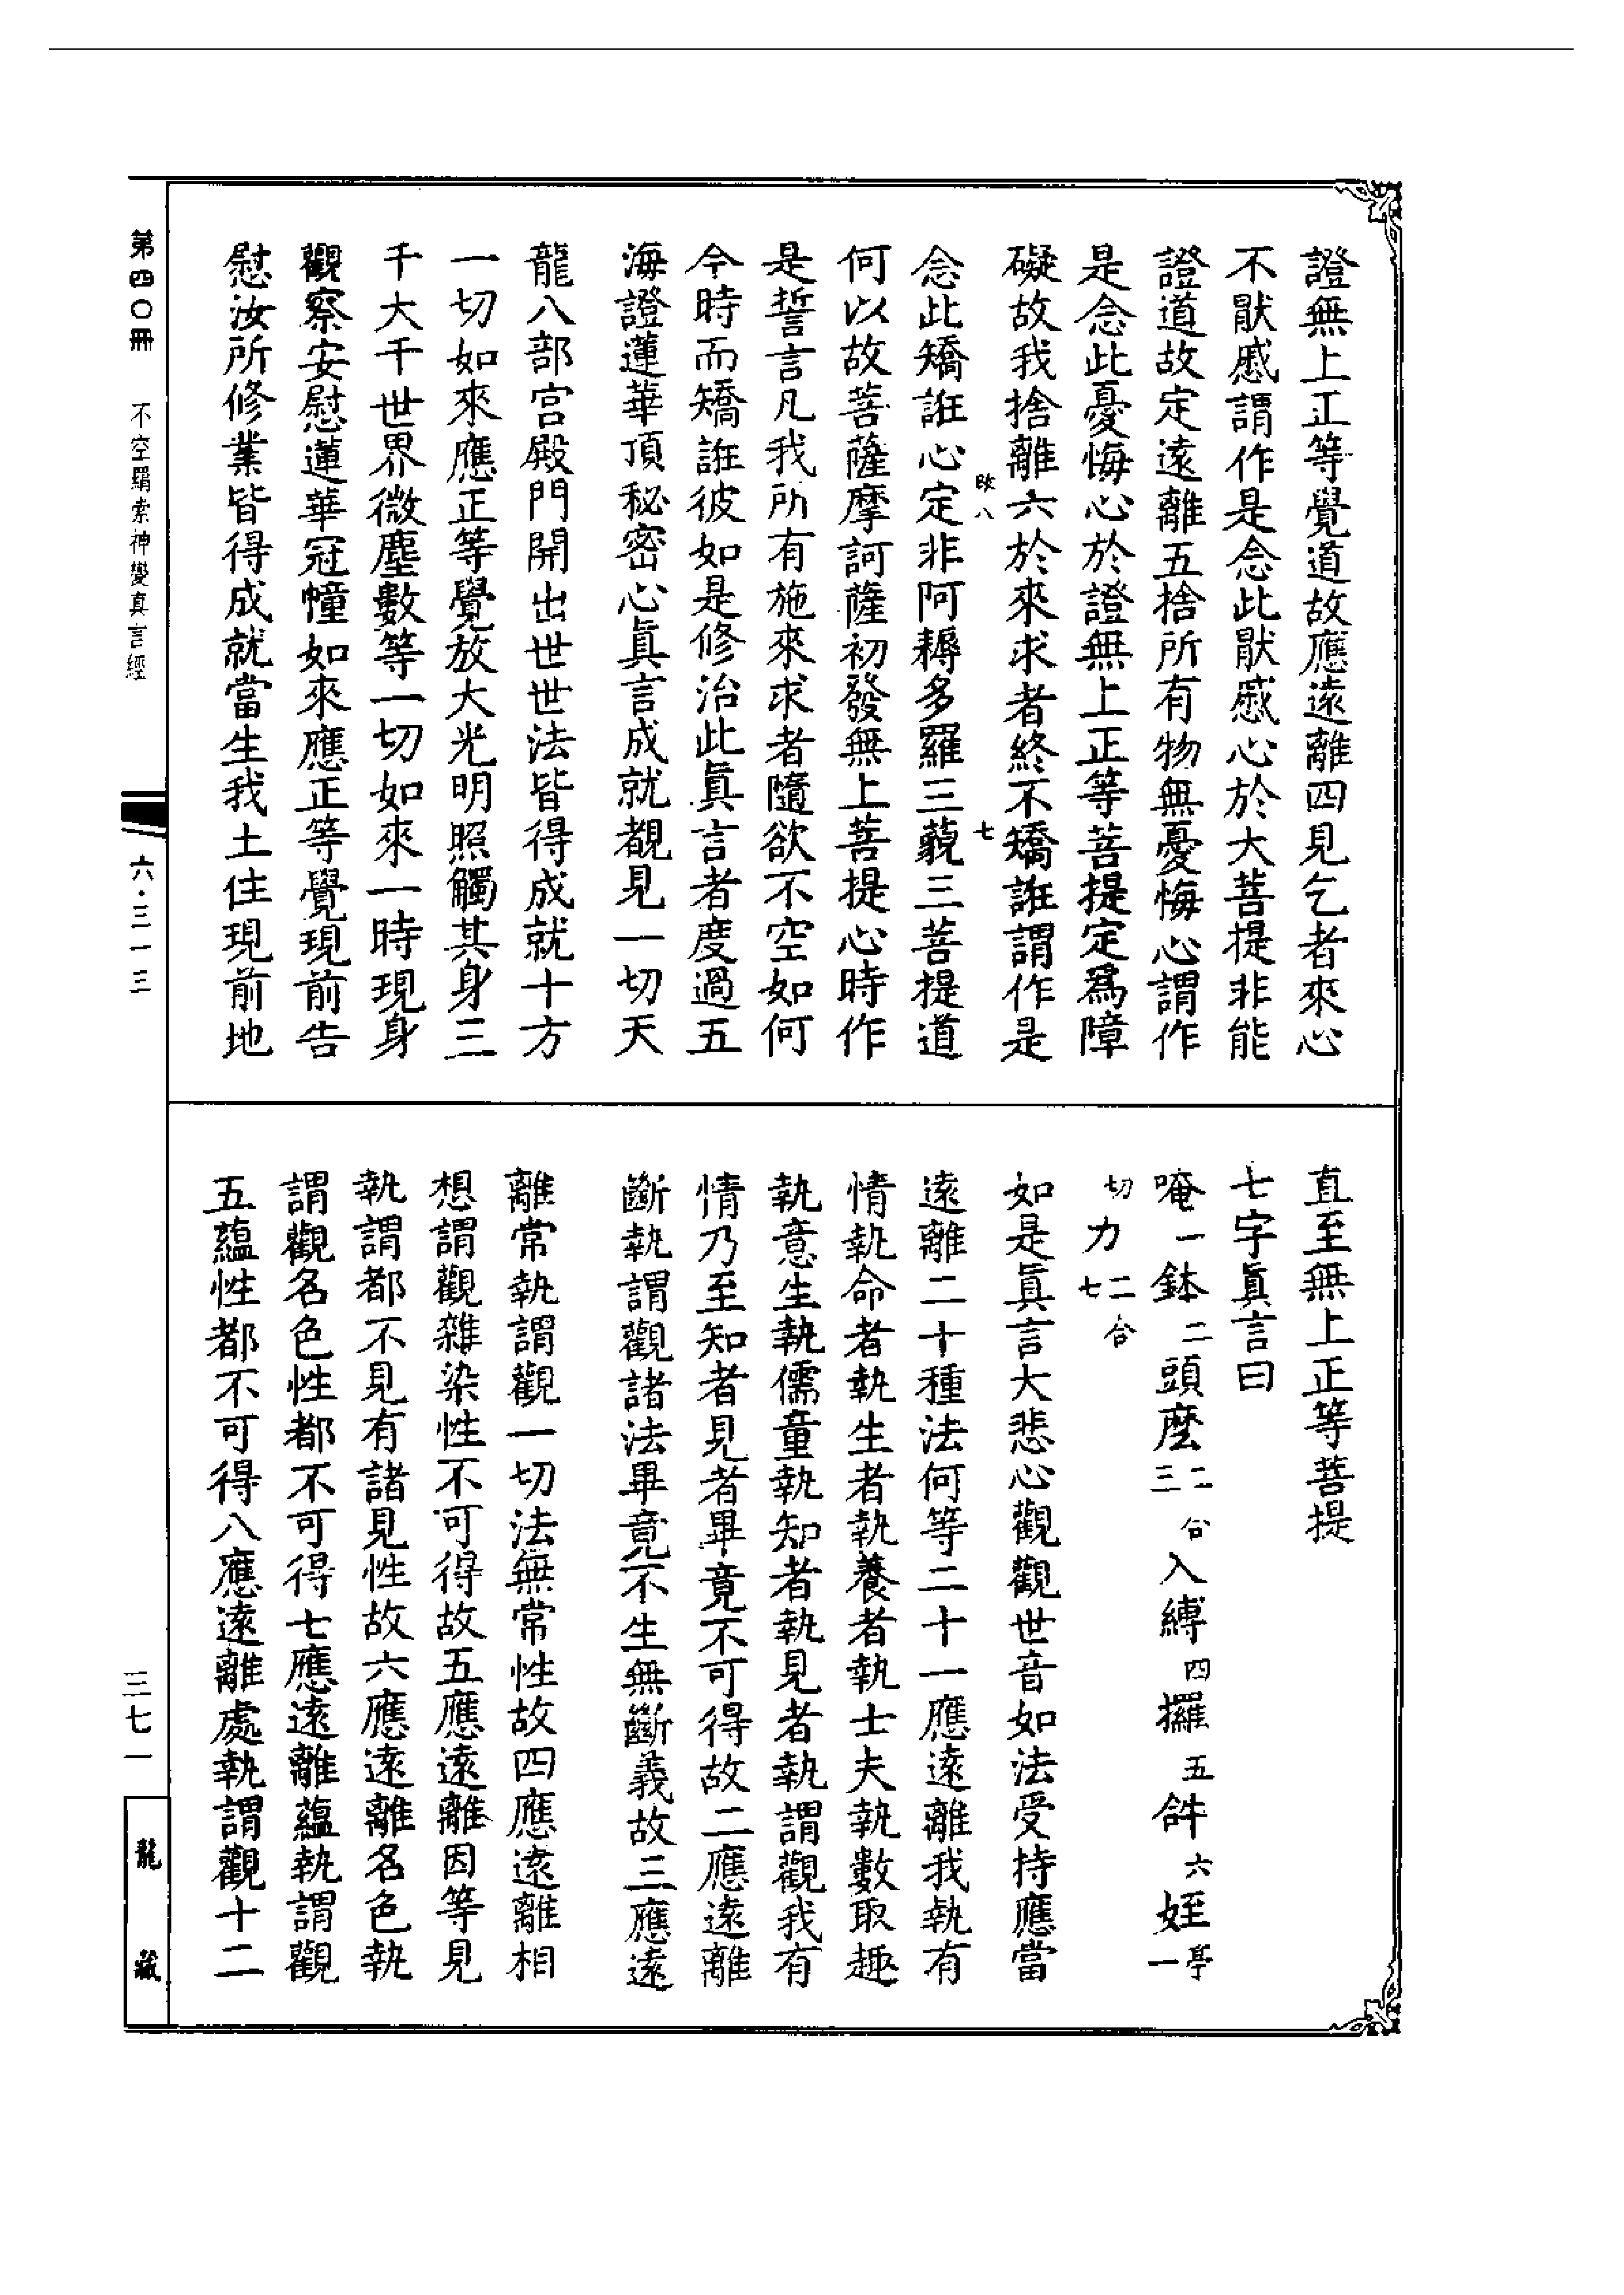 證無上正等覺道故應遠離四見乞者來心
不猒慼謂作是念此猒慼心於大菩提非能
證道故定遠離五捨所有物無憂悔心謂作
是念此憂悔心於證無上正等菩提定爲障
礙故我捨離六於來求者終不矯誑謂作是
八 七
念此矯誑心定非阿耨多羅三藐三菩提道
何以故菩薩摩訶薩初發無上菩提心時作
是誓言凡我所有施來求者隨欲不空如何
今時而矯誑彼如是修治此眞言者度過五
海證蓮華頂秘密心眞言成就覩見一切天
龍八部宮殿門開出世世法皆得成就十方
一切如來應正等覺放大光明照觸其身三
千大千世界微塵數等一切如來一時現身
觀察安慰蓮華冠幢如來應正等覺現前告
慰汝所修業皆得成就當生我土住現前地
直至無上正等菩提
七字眞言曰
唵一鉢二頭麽二合三入縛四攞五䤈六姪亭一
切力二合七
如是眞言大悲心觀觀世音如法受持應當
遠離二十種法何等二十一應遠離我執有
情執命者執生者執養者執士夫執數取趣
執意生執儒童執知者執見者執謂觀我有
情乃至知者見者畢竟不可得故二應遠離
斷執謂觀諸法畢竟不生無斷義故三應遠
離常執謂觀一切法無常性故四應遠離相
想謂觀雜染性不可得故五應遠離因等見
執謂都不見有諸見性故六應遠離名色執
謂觀名色性都不可得七應遠離蘊執謂觀
五蘊性都不可得八應遠離處執謂觀十二
第四〇冊 不空羂索神變真言經 六·三一三 三七一 龍藏